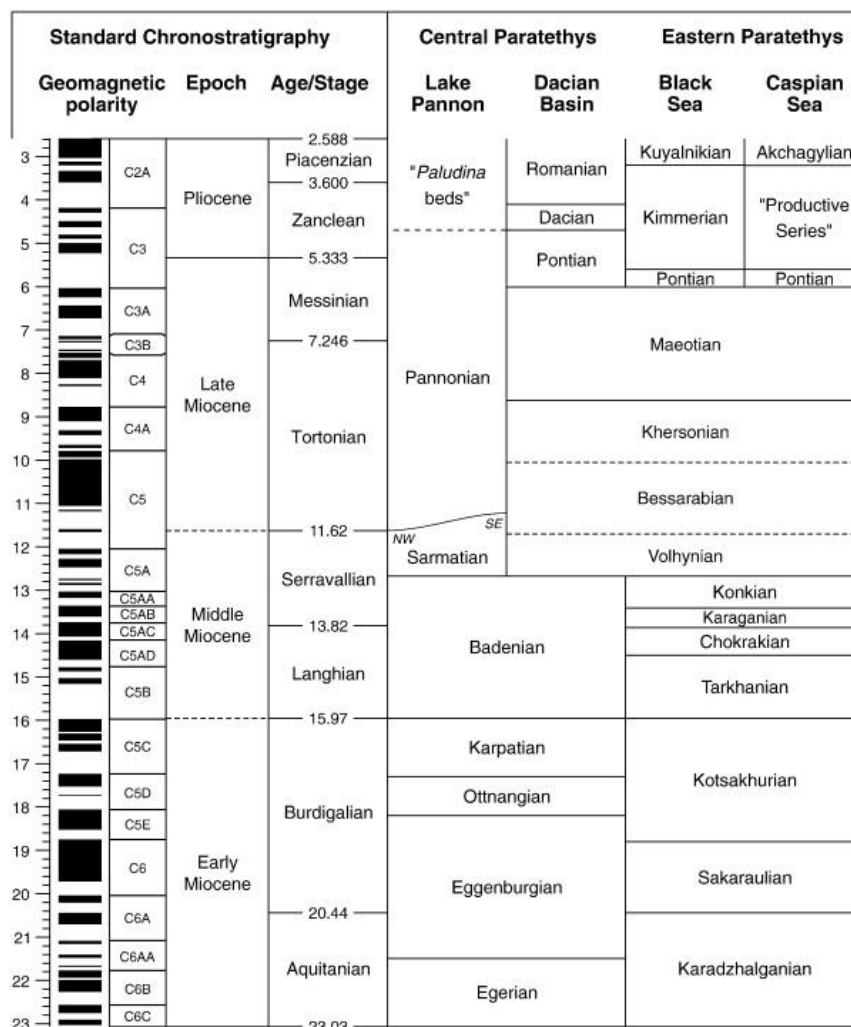 Standard Chronostratigraphy
Central Paratethys
Eastern Paratethys
Geomagnetic polarity
Epoch
Age/Stage
Lake Pannon
Dacian Basin
Black Sea
Caspian Sea
3
4
5
6
7
8
9
10
11
12
13
14
15
16
17
18
19
20
21
22
23
C2A
C3
C3A
C3B
C4
C4A
C5
C5A
C5AA
C5AB
C5AC
C5AD
C5B
C5C
C5D
C5E
C6
C6A
C6AA
C6B
C6C
Pliocene
Late
Miocene
Middle
Miocene
Early
Miocene
2.588
Piacenzian
3.600
Zanclean
5.333
Messinian
7.246
Tortonian
11.62
Serravallian
13.82
Langhian
15.97
Burdigalian
20.44
Aquitanian
23.03
"Paludina
beds"
Pannonian
NW
SE
Sarmatian
Romanian
Dacian
Pontian
Badenian
Karpatian
Ottnangian
Eggenburgian
Egerian
Kuyalnikian
Akchagylian
Kimmerian
"Productive
Series"
Pontian
Pontian
Maeotian
Khersonian
Bessarabian
Volhynian
Konkian
Karaganian
Chokrakian
Tarkhanian
Kotsakhurian
Sakaraulian
Karadzhalganian